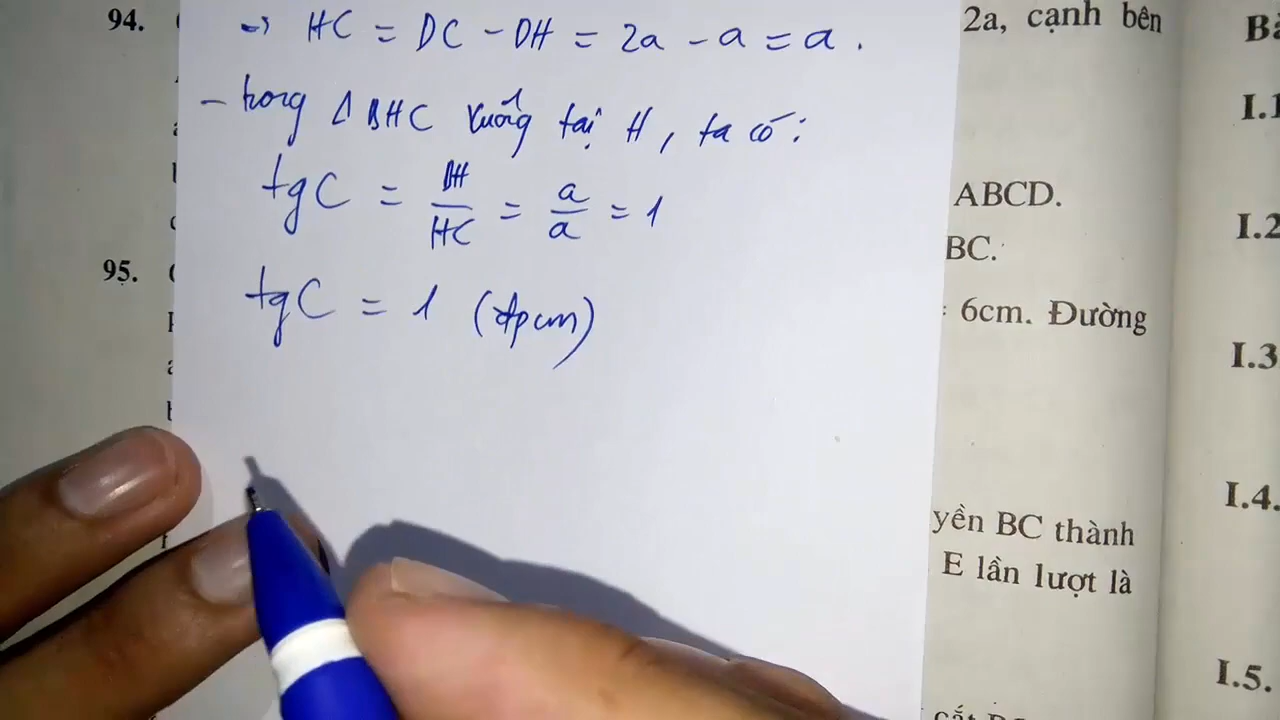 94.
=> HC = DC - DH = 2a - a = a.
- trong Δ BHC vuông tại H, ta có:
tgC = BH/HC = a/a = 1
tgC = 1 (đpcm)
95.
2a, cạnh bên
ABCD.
BC.
: 6cm. Đường
yền BC thành
E lần lượt là
I.1
I.2
I.3
I.4.
I.5.